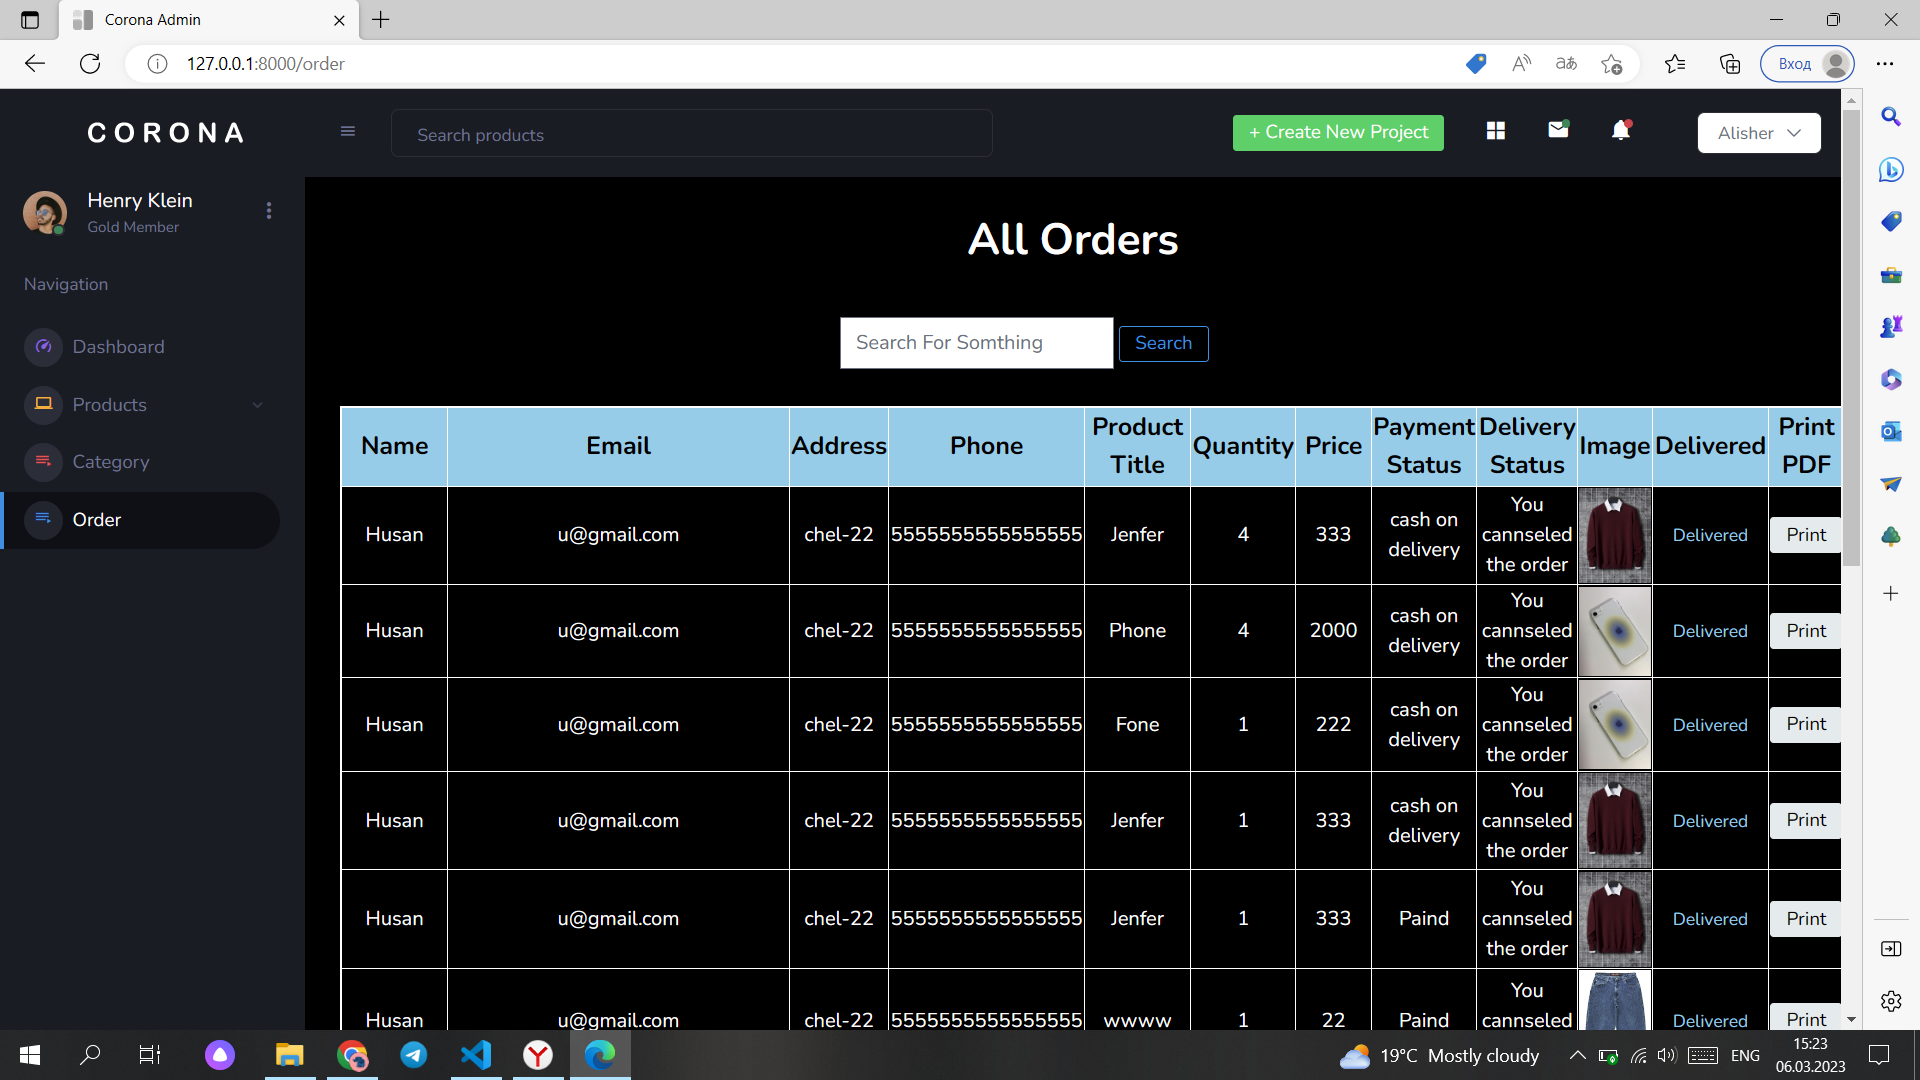 Corona Admin
127.0.0.1:8000/order
Вход
CORONA
Search products
+ Create New Project
Alisher
Henry Klein
Gold Member
Navigation
Dashboard
Products
Category
Order
All Orders
Search For Somthing
Search
Name Email Address Phone Product Title Quantity Price Payment Status Delivery Status Image Delivered Print PDF
Husan u@gmail.com chel-22 5555555555555555 Jenfer 4 333 cash on delivery You cannseled the order Delivered Print
Husan u@gmail.com chel-22 5555555555555555 Phone 4 2000 cash on delivery You cannseled the order Delivered Print
Husan u@gmail.com chel-22 5555555555555555 Fone 1 222 cash on delivery You cannseled the order Delivered Print
Husan u@gmail.com chel-22 5555555555555555 Jenfer 1 333 cash on delivery You cannseled the order Delivered Print
Husan u@gmail.com chel-22 5555555555555555 Jenfer 1 333 Paind You cannseled the order Delivered Print
Husan u@gmail.com chel-22 5555555555555555 wwww 1 22 Paind You cannseled Delivered Print
19°C Mostly cloudy
ENG
15:23
06.03.2023